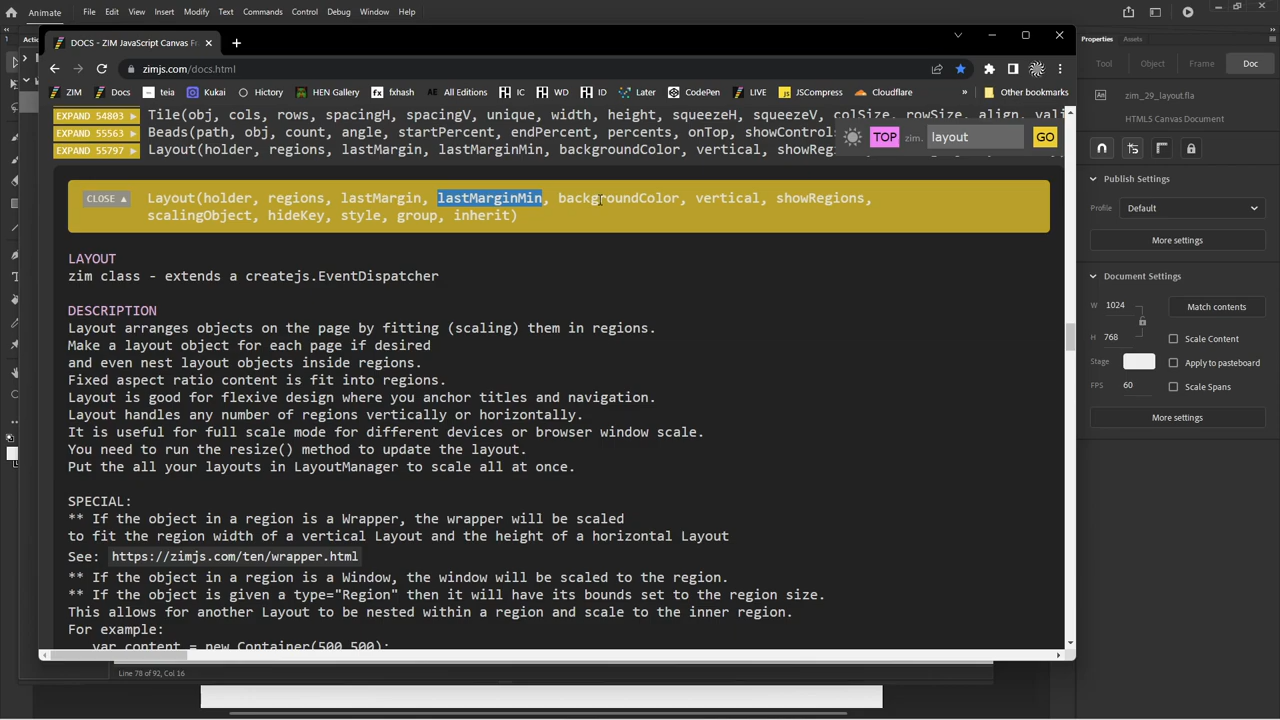 Animate
File
Edit
View
Insert
Modify
Text
Commands
Control
Debug
Window
Help
DOCS - ZIM JavaScript Canvas Fr
zimjs.com/docs.html
ZIM
Docs
teia
Kukai
History
HEN Gallery
fxhash
All Editions
IC
WD
ID
Later
CodePen
LIVE
JSCompress
Cloudflare
»
Other bookmarks
EXPAND 54803 Tile(obj, cols, rows, spacingH, spacingV, unique, width, height, squeezeH, squeezeV, colSize, rowSize, align, vali
EXPAND 55563 Beads(path, obj, count, angle, startPercent, endPercent, percents, onTop, showControls
EXPAND 55797 Layout(holder, regions, lastMargin, lastMarginMin, backgroundColor, vertical, showReg
TOP zim. layout GO
CLOSE ▲ Layout(holder, regions, lastMargin, lastMarginMin, backgroundColor, vertical, showRegions,
scalingObject, hideKey, style, group, inherit)
LAYOUT
zim class - extends a createjs.EventDispatcher
DESCRIPTION
Layout arranges objects on the page by fitting (scaling) them in regions.
Make a layout object for each page if desired
and even nest layout objects inside regions.
Fixed aspect ratio content is fit into regions.
Layout is good for flexive design where you anchor titles and navigation.
Layout handles any number of regions vertically or horizontally.
It is useful for full scale mode for different devices or browser window scale.
You need to run the resize() method to update the layout.
Put the all your layouts in LayoutManager to scale all at once.
SPECIAL:
** If the object in a region is a Wrapper, the wrapper will be scaled
to fit the region width of a vertical Layout and the height of a horizontal Layout
See: https://zimjs.com/ten/wrapper.html
** If the object in a region is a Window, the window will be scaled to the region.
** If the object is given a type="Region" then it will have its bounds set to the region size.
This allows for another Layout to be nested within a region and scale to the inner region.
For example:
var content = new Container(500,500);
Line 78 of 92, Col 16
Properties
Assets
Tool
Object
Frame
Doc
zim_29_layout.fla
HTML5 Canvas Document
Publish Settings
Profile
Default
More settings
Document Settings
W 1024
Match contents
H 768
Scale Content
Stage
Apply to pasteboard
FPS 60
Scale Spans
More settings